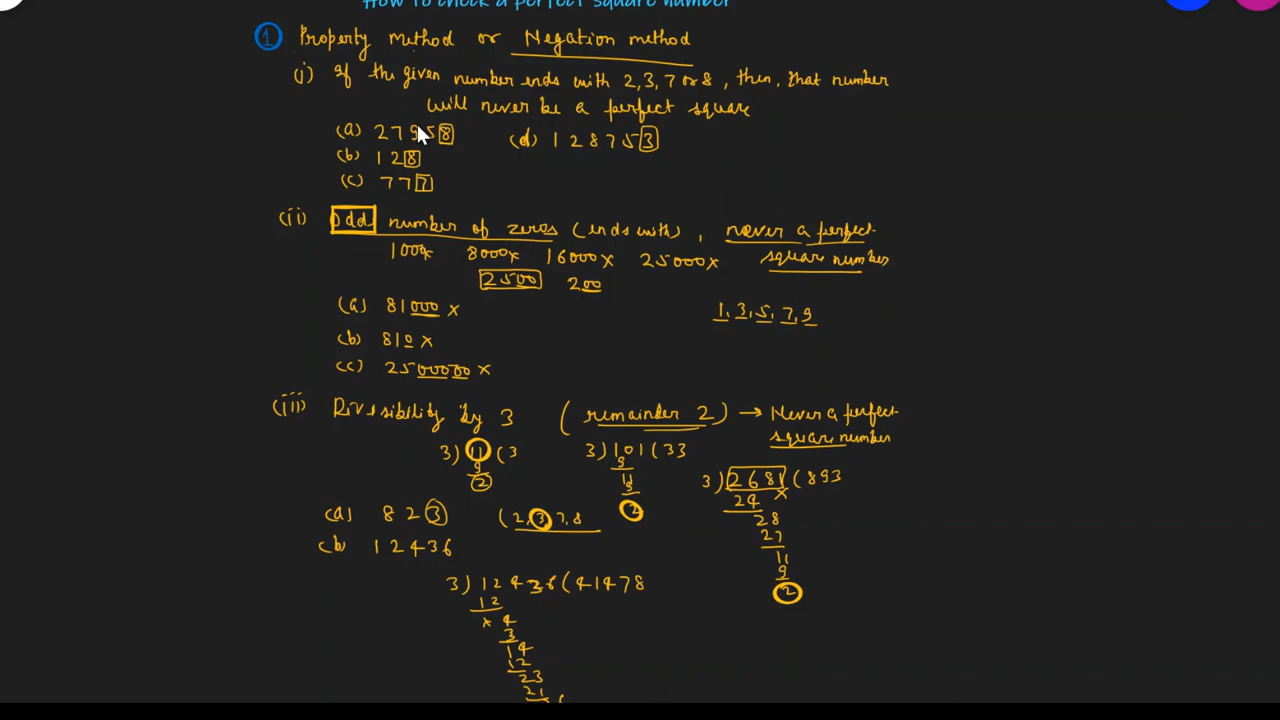 How to check a perfect square number
1 Property method or Negation method
(i) If the given number ends with 2, 3, 7 or 8, then, that number
will never be a perfect square
(a) 27958 (d) 128753
(b) 128
(c) 777
(ii) Odd number of zeros (ends with), never a perfect
square number
1000x 8000x 16000x 25000x
2500 200
(a) 81000 x
1, 3, 5, 7, 9
(b) 810 x
(c) 2500000 x
(iii) Divisibility by 3 (remainder 2) → Never a perfect
square number
3) 11 (3
9
2
3) 101 (33
9
11
9
2
3) 2681 (893
24 x
28
27
11
9
2
(a) 823 (2, 3, 7, 8
(b) 12436
3) 12436 (41478
12
x 4
3
14
12
23
21